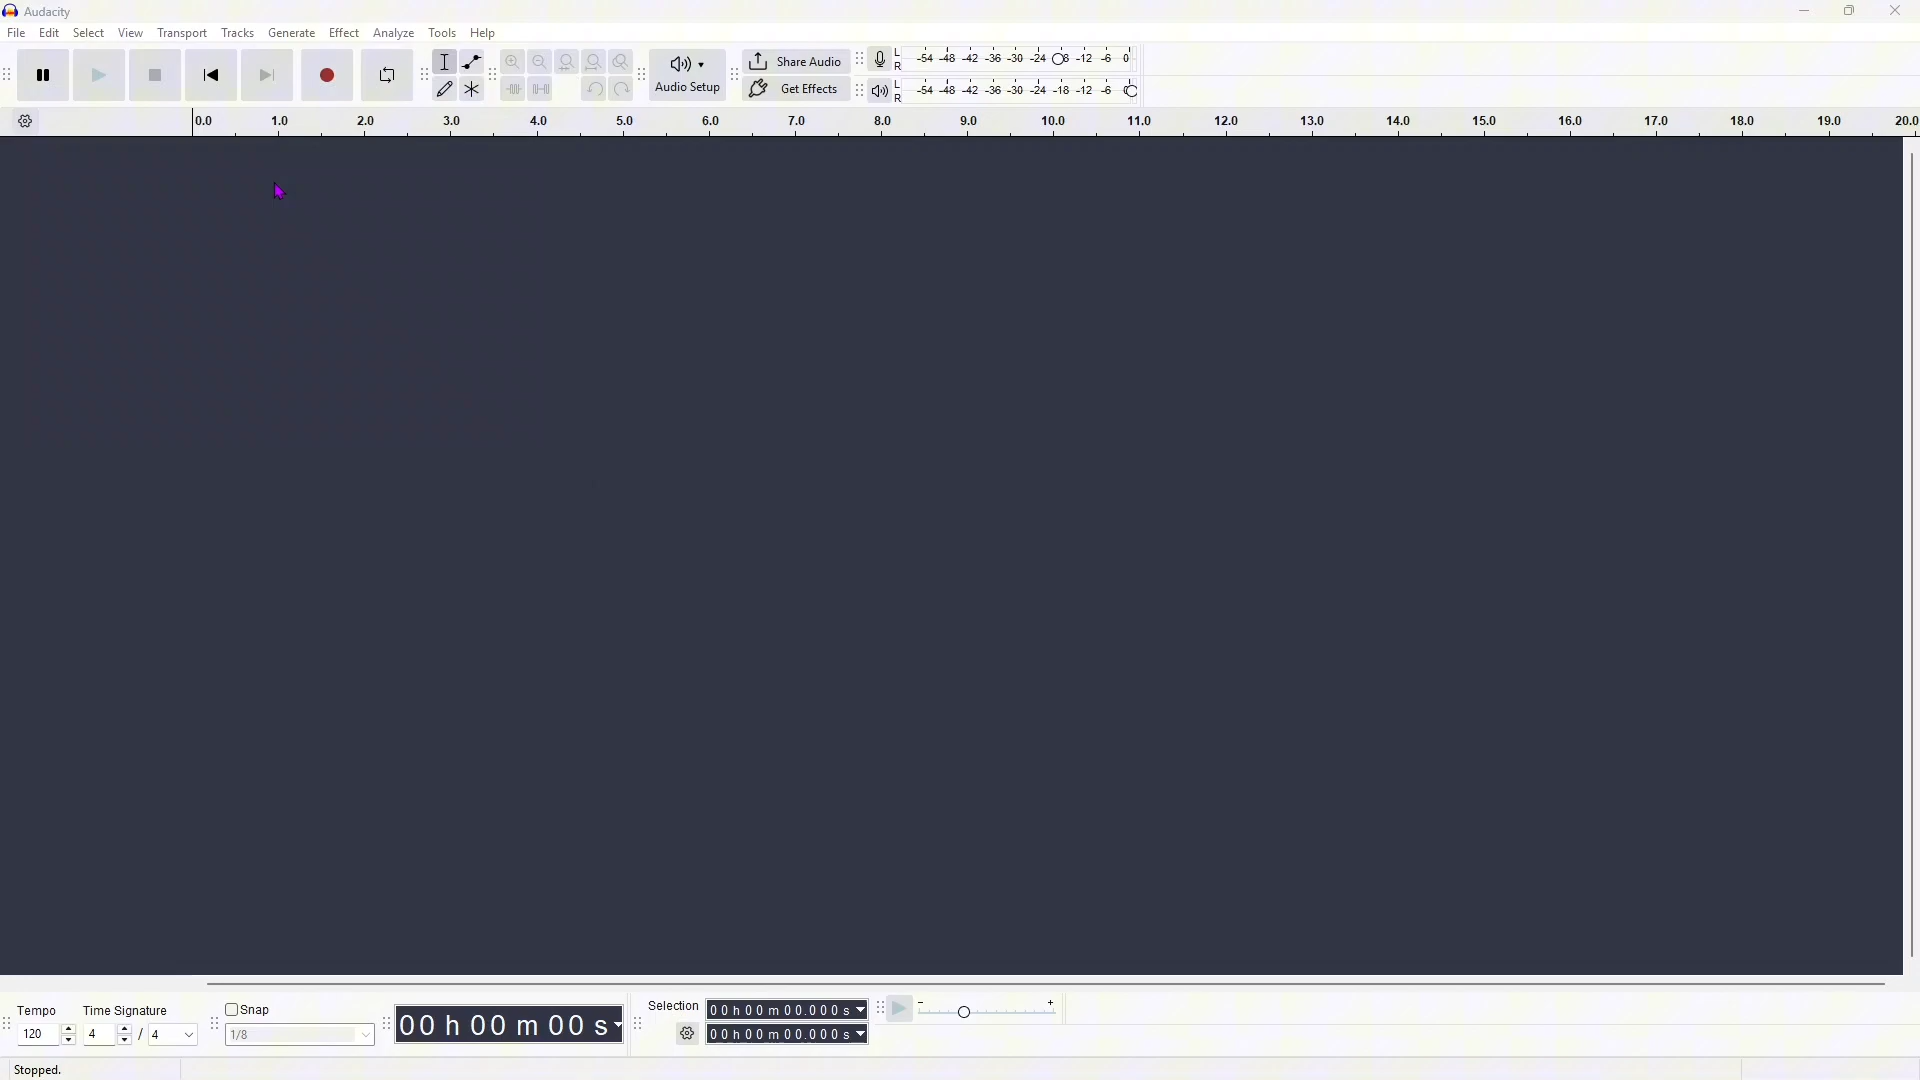 Audacity
File Edit Select View Transport Tracks Generate Effect Analyze Tools Help
Share Audio
L
R
-54 -48 -42 -36 -30 -24 -12 -6 0
Audio Setup
Get Effects
L
R
-54 -48 -42 -36 -30 -24 -18 -12 -6
0.0 1.0 2.0 3.0 4.0 5.0 6.0 7.0 8.0 9.0 10.0 11.0 12.0 13.0 14.0 15.0 16.0 17.0 18.0 19.0 20.0
Tempo
120
Time Signature
4 / 4
Snap
1/8
00 h 00 m 00 s
Selection
00 h 00 m 00.000 s
00 h 00 m 00.000 s
- +
Stopped.